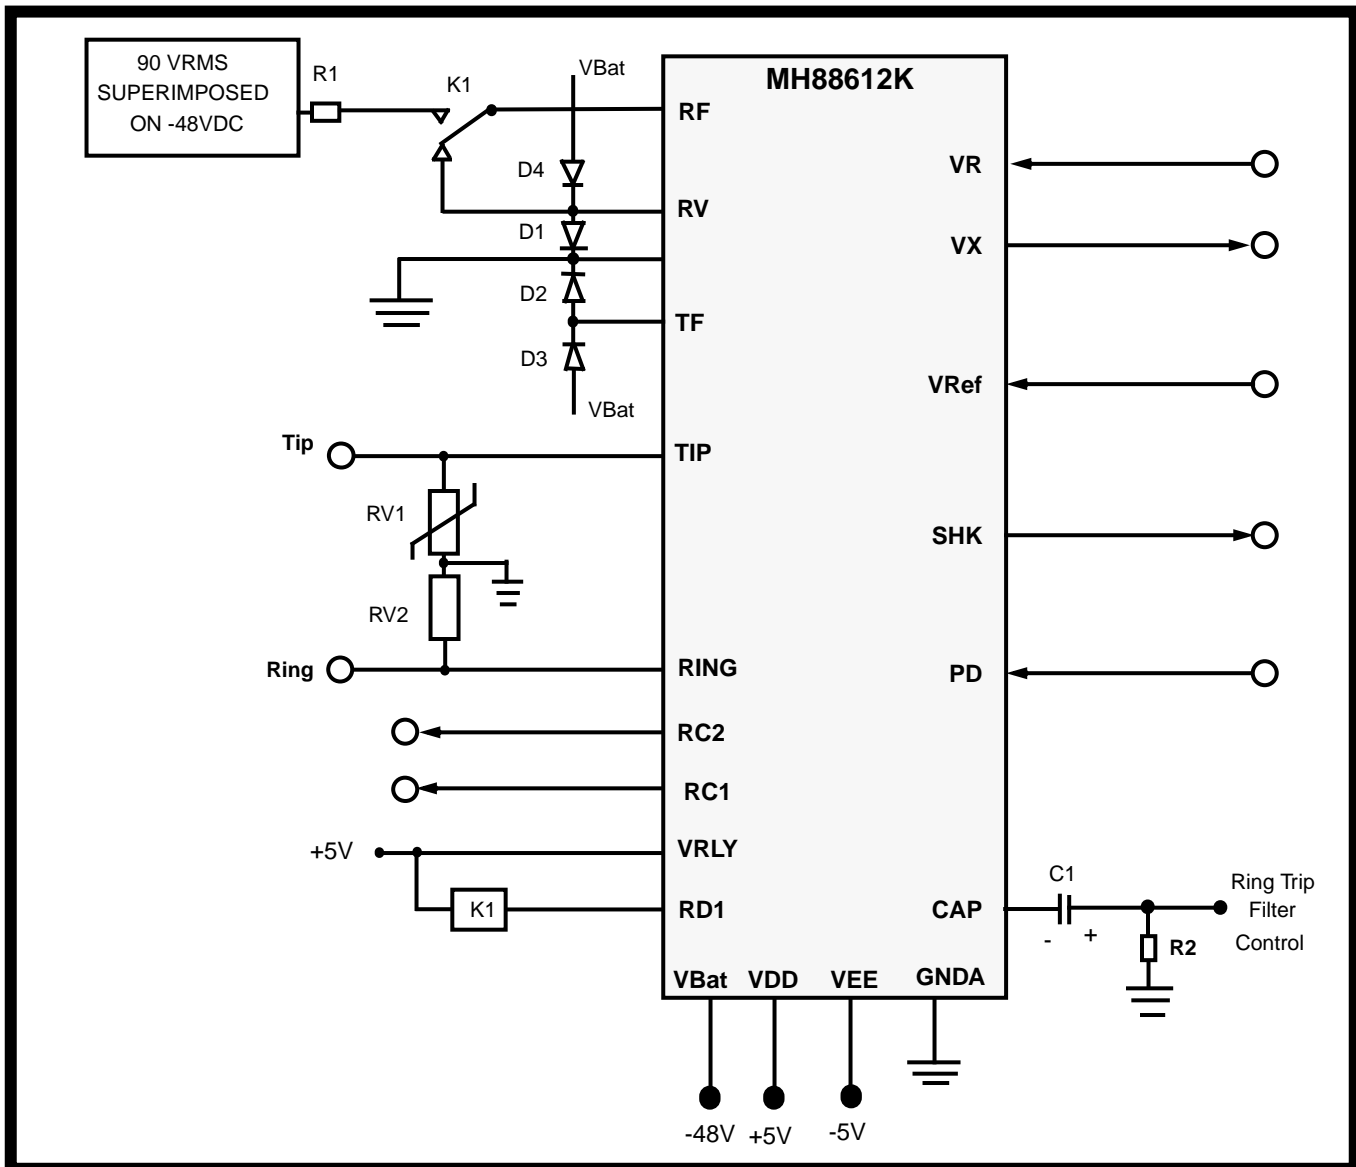 90 VRMS
SUPERIMPOSED
ON -48VDC
R1
K1
VBat
MH88612K
RF
D4
RV
D1
D2
TF
D3
VBat
VR
VX
VRef
Tip
TIP
RV1
SHK
RV2
Ring
RING
PD
RC2
RC1
+5V
VRLY
K1
RD1
CAP
C1
- +
R2
Ring Trip
Filter
Control
VBat VDD VEE GNDA
-48V +5V -5V